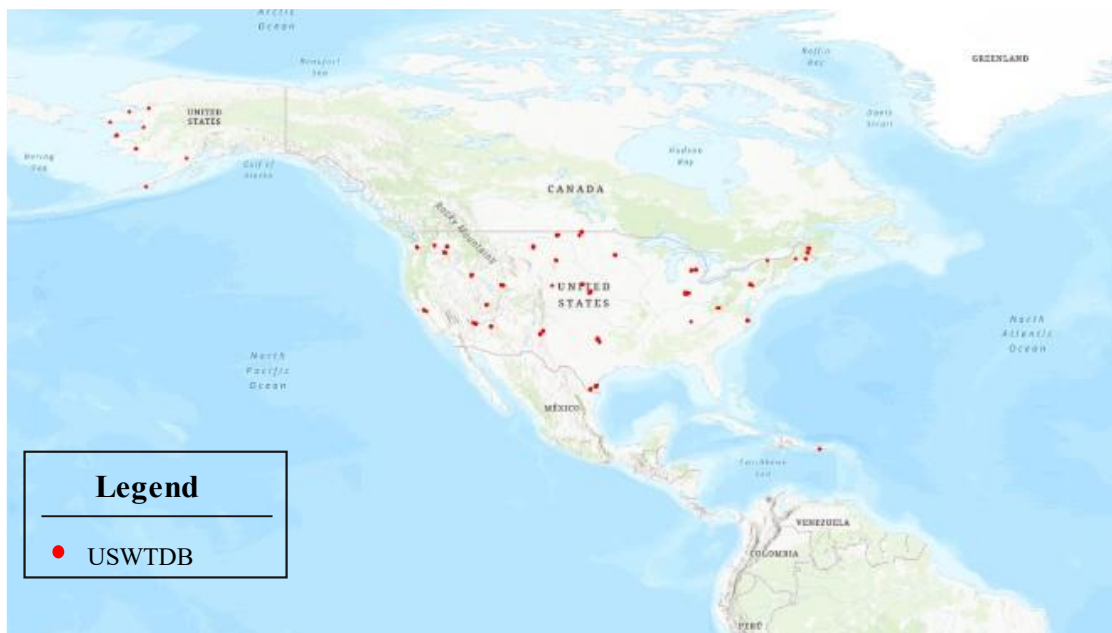 Arctic
Ocean
Beaufort
Sea
Baffin
Bay
GREENLAND
UNITED
STATES
Davis
Strait
Bering
Sea
Gulf of
Alaska
Hudson
Bay
CANADA
Rocky Mountains
UNITED
STATES
North
Atlantic
Ocean
North
Pacific
Ocean
MÉXICO
Caribbean
Sea
VENEZUELA
COLOMBIA
PERÚ
Legend
USWTDB